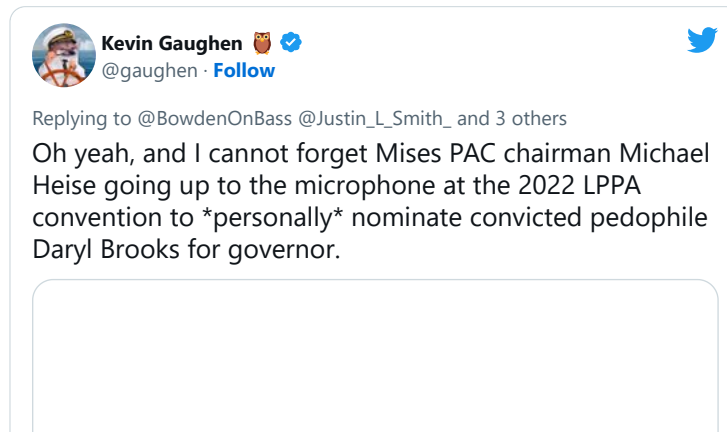 Kevin Gaughen 🦉
@gaughen · Follow
Replying to @BowdenOnBass @Justin_L_Smith_ and 3 others
Oh yeah, and I cannot forget Mises PAC chairman Michael
Heise going up to the microphone at the 2022 LPPA
convention to *personally* nominate convicted pedophile
Daryl Brooks for governor.